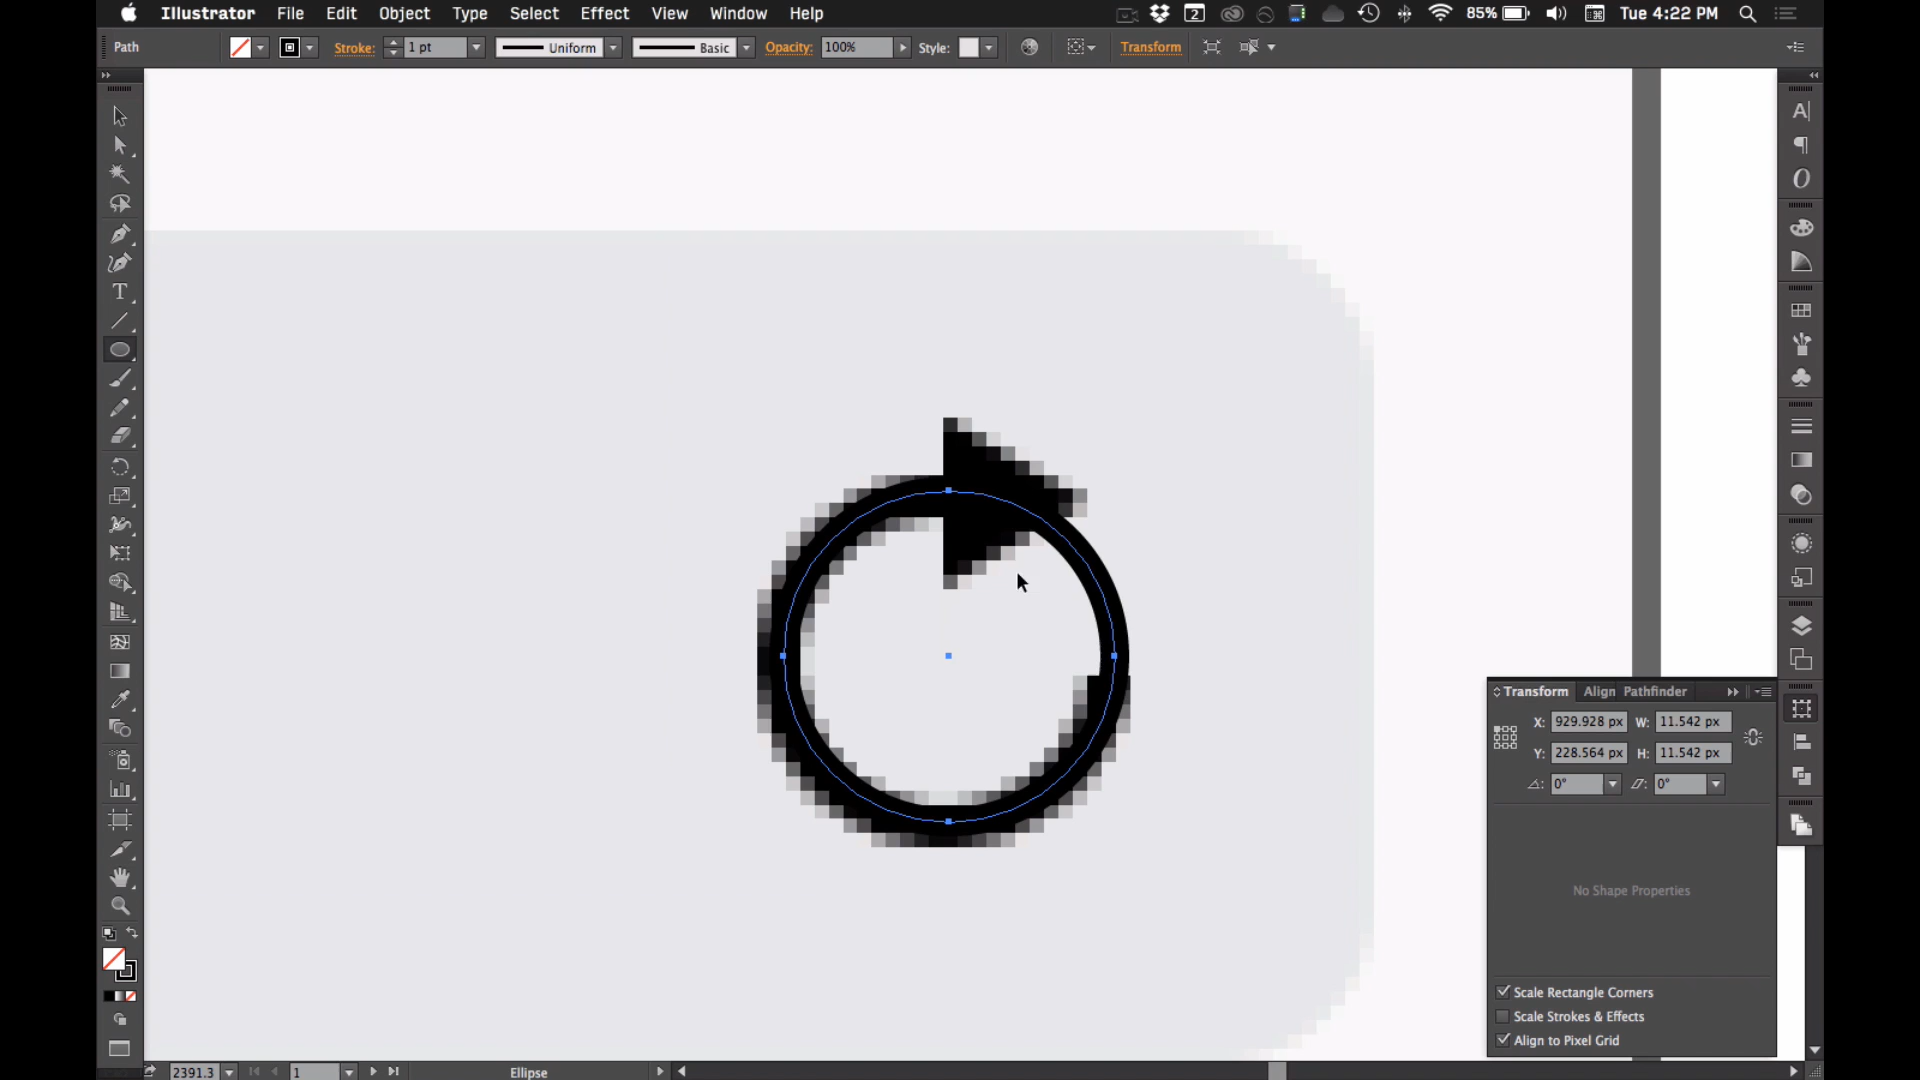 Illustrator File Edit Object Type Select Effect View Window Help 2 85% Tue 4:22 PM
Path Stroke: 1 pt Uniform Basic Opacity: 100% Style: Transform
Transform Align Pathfinder
X: 929.928 px W: 11.542 px
Y: 228.564 px H: 11.542 px
0° 0°
No Shape Properties
Scale Rectangle Corners
Scale Strokes & Effects
Align to Pixel Grid
2391.3 1 Ellipse